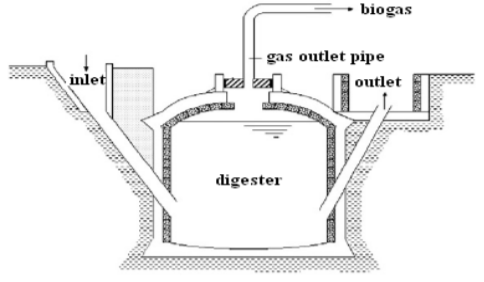 biogas
gas outlet pipe
inlet
outlet
digester